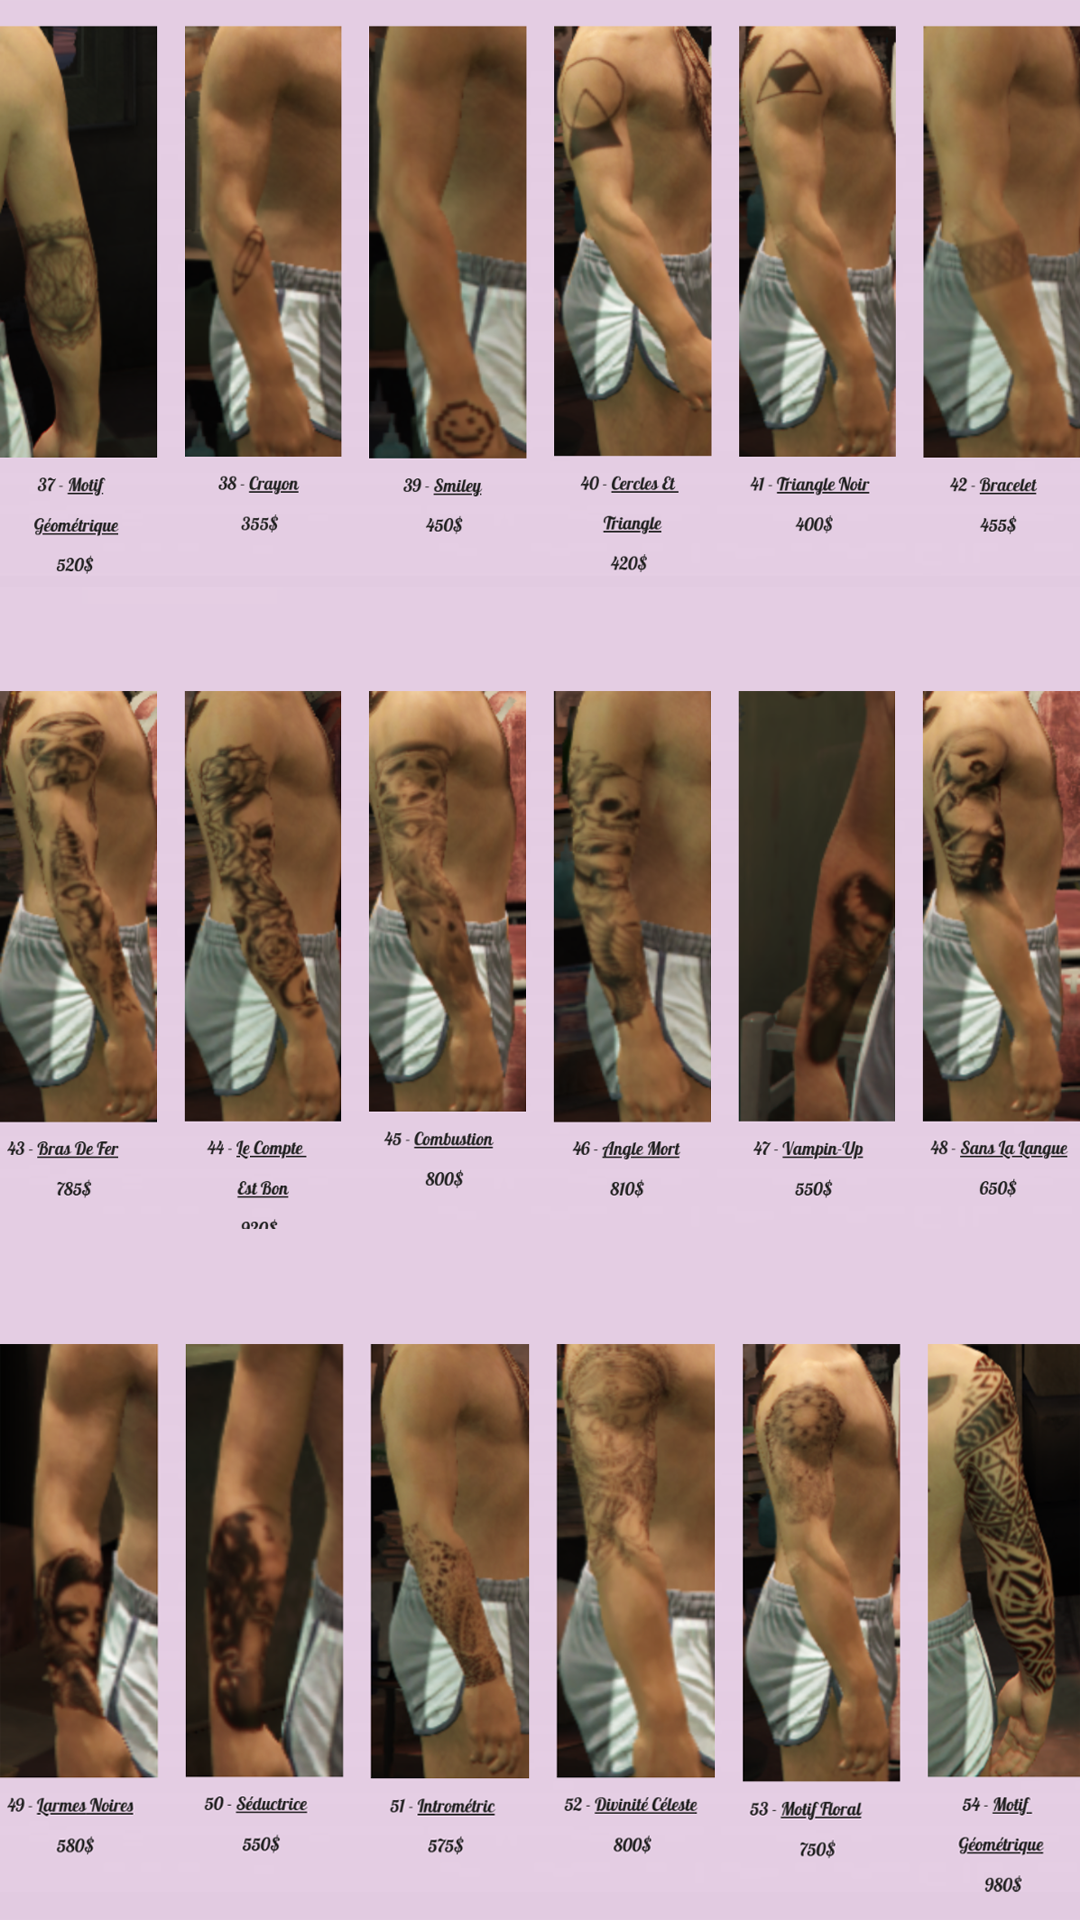 37 - Motif
Géométrique
520$
38 - Crayon
355$
39 - Smiley
450$
40 - Cercles Et
Triangle
420$
41 - Triangle Noir
400$
42 - Bracelet
455$
43 - Bras De Fer
785$
44 - Le Compte
Est Bon
45 - Combustion
800$
46 - Angle Mort
810$
47 - Vampin-Up
550$
48 - Sans La Langue
650$
49 - Larmes Noires
580$
50 - Séductrice
550$
51 - Intrométric
575$
52 - Divinité Céleste
800$
53 - Motif Floral
750$
54 - Motif
Géométrique
980$